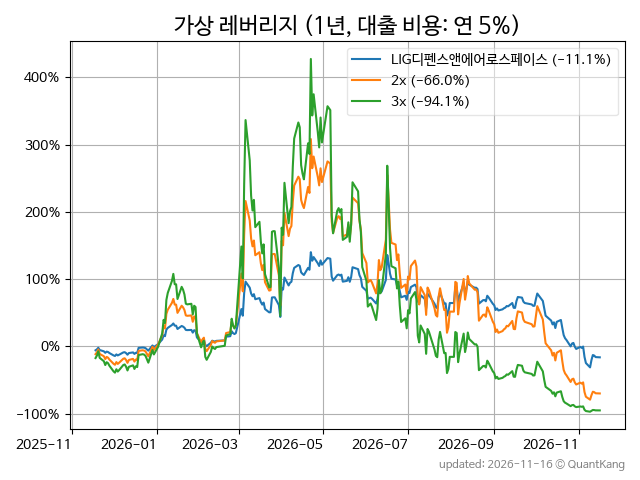 가상 레버리지 (1년, 대출 비용: 연 5%)
LIG디펜스앤에어로스페이스 (-11.1%)
2x (-66.0%)
3x (-94.1%)
400%
300%
200%
100%
0%
-100%
2025-11
2026-01
2026-03
2026-05
2026-07
2026-09
2026-11
updated: 2026-11-16 © QuantKang